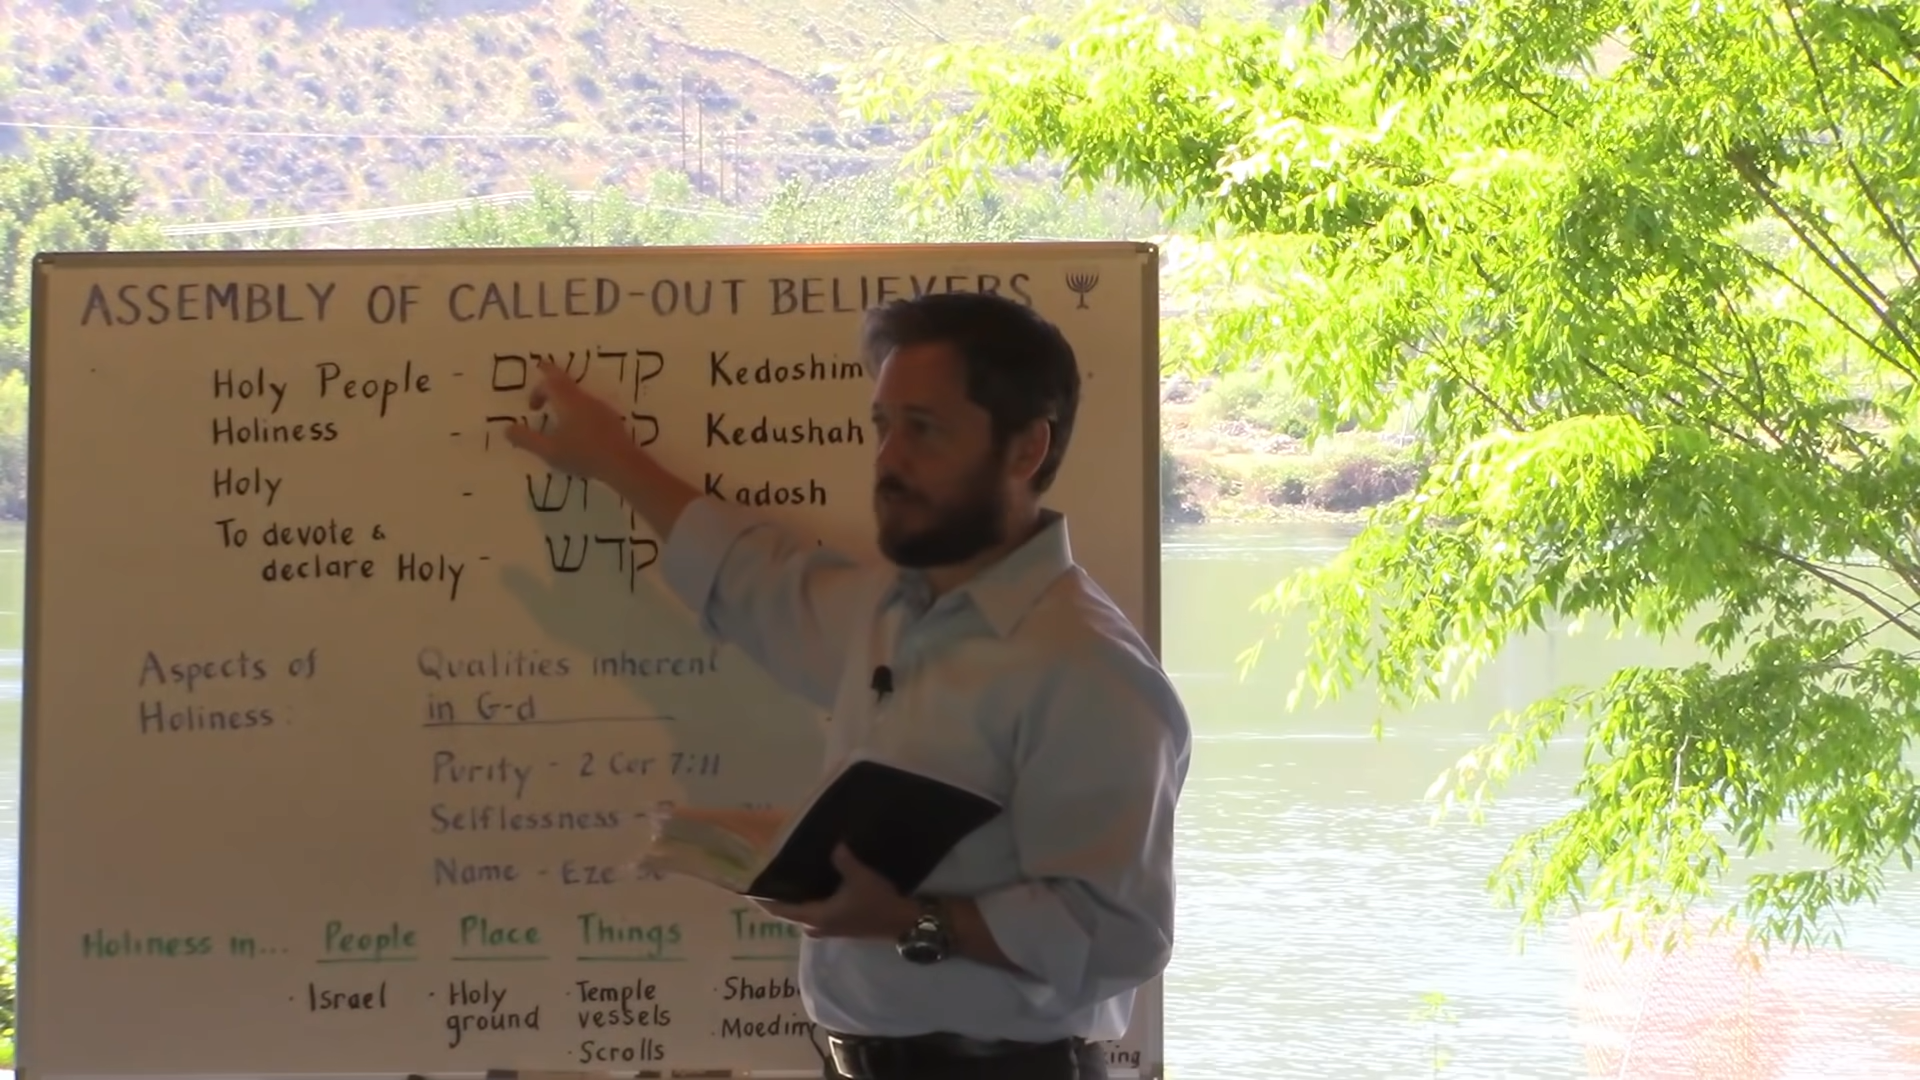 ASSEMBLY OF CALLED-OUT BELIEVERS
Holy People - קדשים Kedoshim
Holiness - Kedushah
Holy - Kadosh
To devote &
declare Holy - קדש
Aspects of Holiness:
Qualities inherent
in G-d
Purity - 2 Cor 7:11
Selflessness -
Name - Eze
Holiness in... People Place Things Time
· Israel · Holy ground · Temple vessels · Moedim
· Scrolls